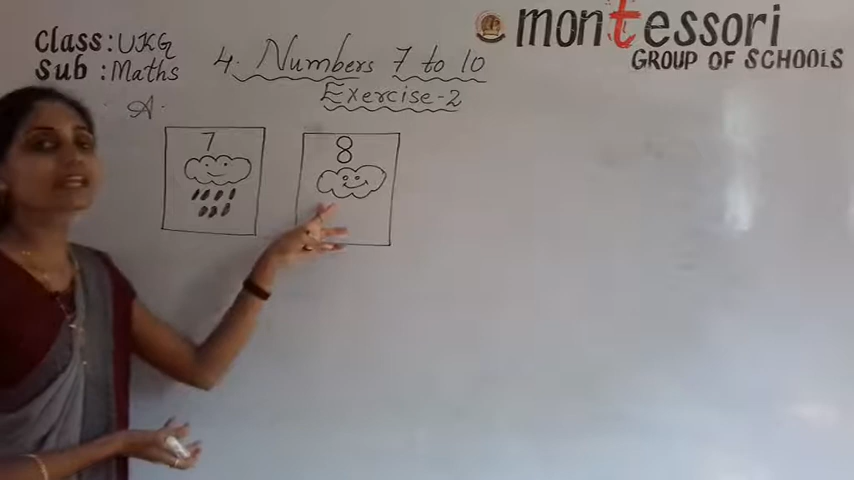 montessori
GROUP OF SCHOOLS
Class: UKG
Sub : Maths
4. Numbers 7 to 10
Exercise-2
A.
7
8